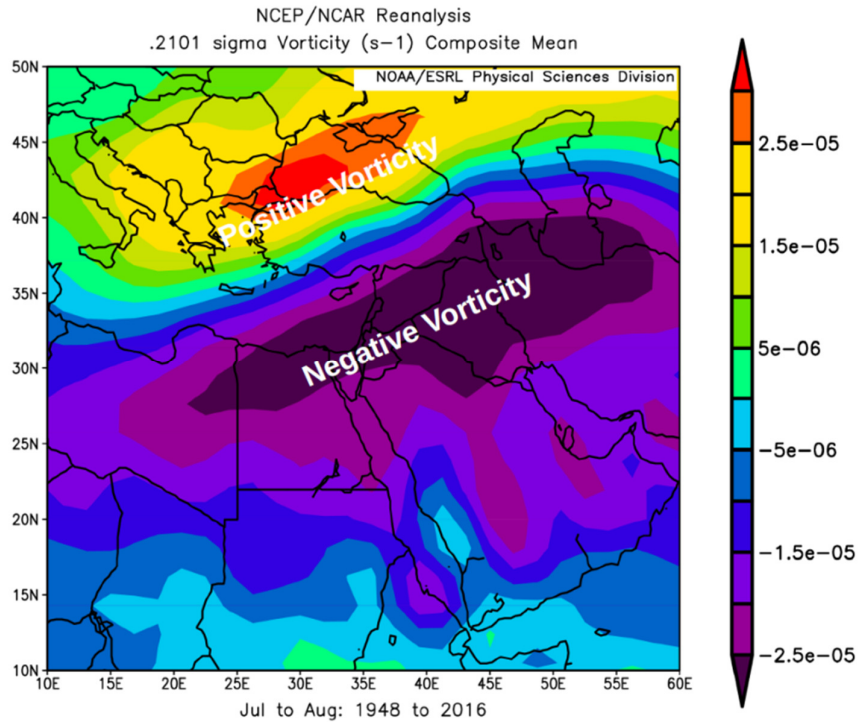 NCEP/NCAR Reanalysis
.2101 sigma Vorticity (s-1) Composite Mean
NOAA/ESRL Physical Sciences Division
50N
45N
40N
35N
30N
25N
20N
15N
10N
Positive Vorticity
Negative Vorticity
10E 15E 20E 25E 30E 35E 40E 45E 50E 55E 60E
Jul to Aug: 1948 to 2016
2.5e-05
1.5e-05
5e-06
-5e-06
-1.5e-05
-2.5e-05